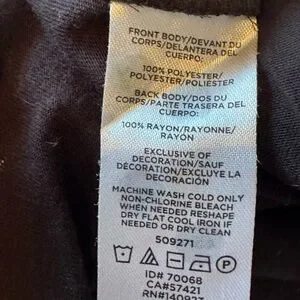 FRONT BODY/DEVANT DU
CORPS/DELANTERA DEL
CUERPO:
100% POLYESTER/
POLYESTER/POLIÉSTER
BACK BODY/DOS DU
CORPS/PARTE TRASERA DEL
CUERPO:
100% RAYON/RAYONNE/
RAYÓN
EXCLUSIVE OF
DECORATION/SAUF
DÉCORATION/EXCLUYE LA
DECORACIÓN
MACHINE WASH COLD ONLY
NON-CHLORINE BLEACH
WHEN NEEDED RESHAPE
DRY FLAT COOL IRON IF
NEEDED OR DRY CLEAN
509271
ID# 70068
CA#57421